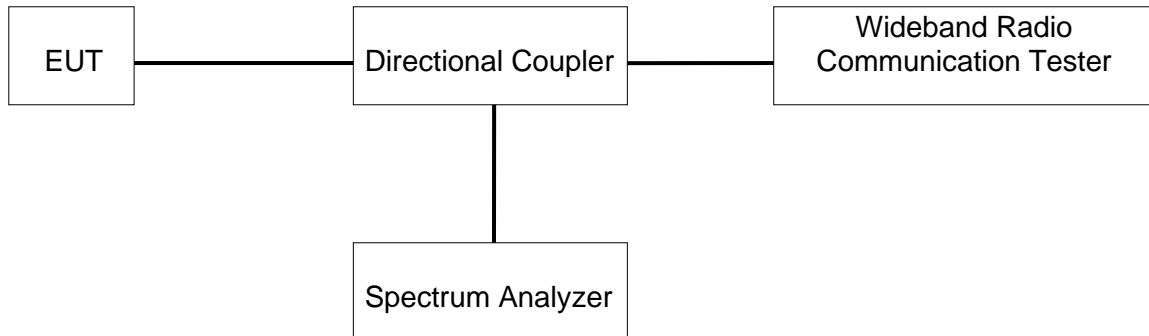 EUT
Directional Coupler
Wideband Radio
Communication Tester
Spectrum Analyzer